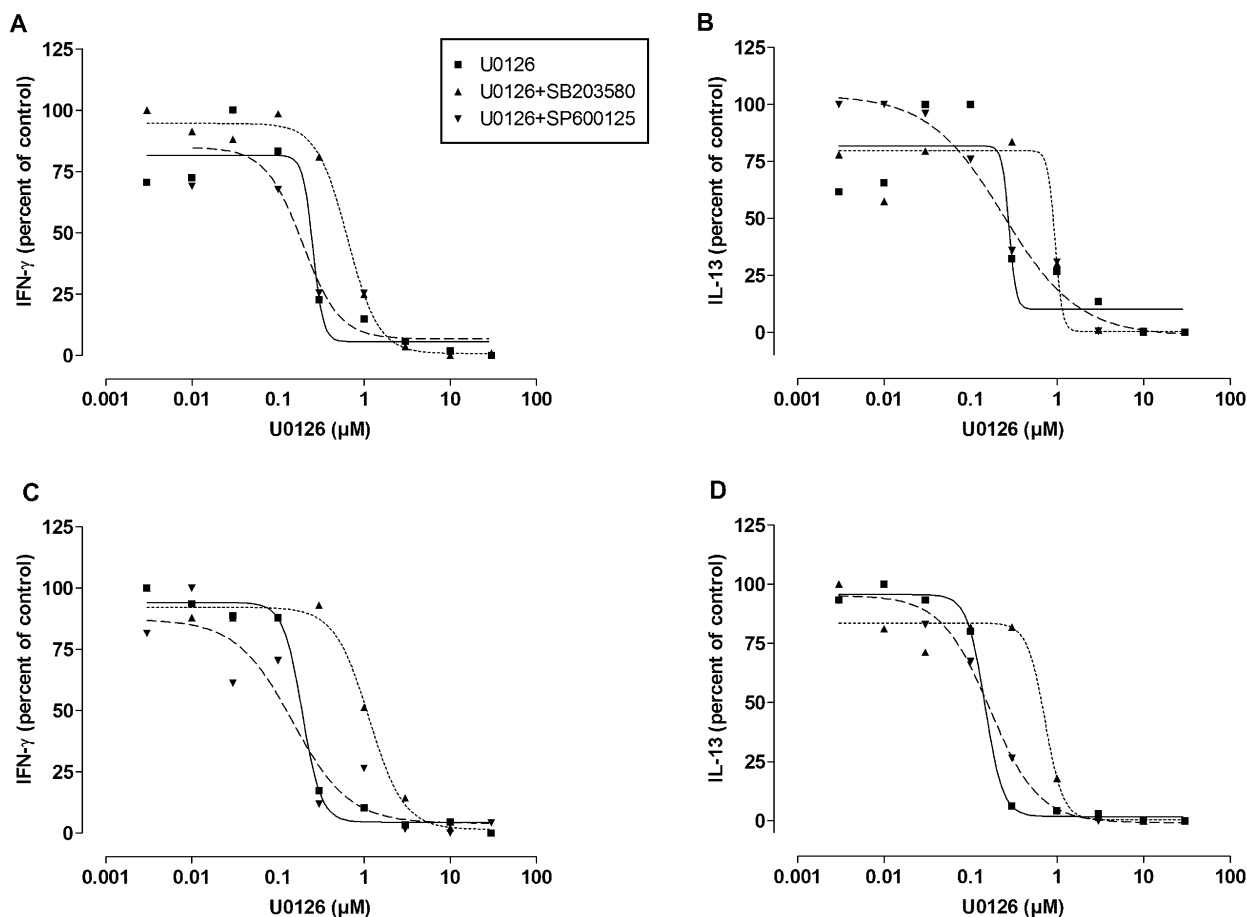 A
IFN-γ (percent of control)
125
100
75
50
25
0
0.001 0.01 0.1 1 10 100
U0126 (µM)
U0126
U0126+SB203580
U0126+SP600125
B
IL-13 (percent of control)
125
100
75
50
25
0
0.001 0.01 0.1 1 10 100
U0126 (µM)
C
IFN-γ (percent of control)
125
100
75
50
25
0
0.001 0.01 0.1 1 10 100
U0126 (µM)
D
IL-13 (percent of control)
125
100
75
50
25
0
0.001 0.01 0.1 1 10 100
U0126 (µM)